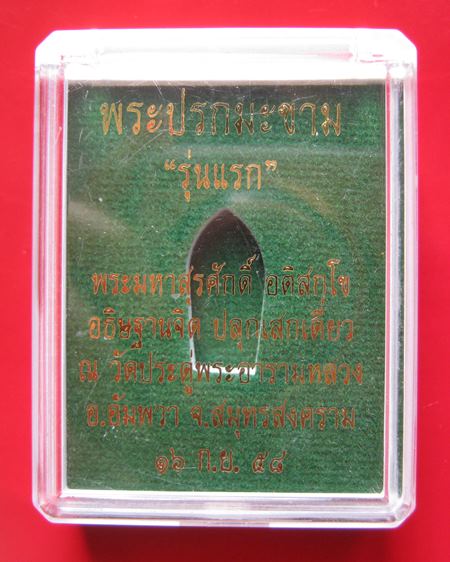 พระปรกมะขาม
“รุ่นแรก”
พระมหาสุรศักดิ์ อติสกฺโข
อธิษฐานจิต ปลุกเสกเดี่ยว
ณ วัดประดู่พระอารามหลวง
อ.อัมพวา จ.สมุทรสงคราม
๑๖ ก.ย. ๕๔